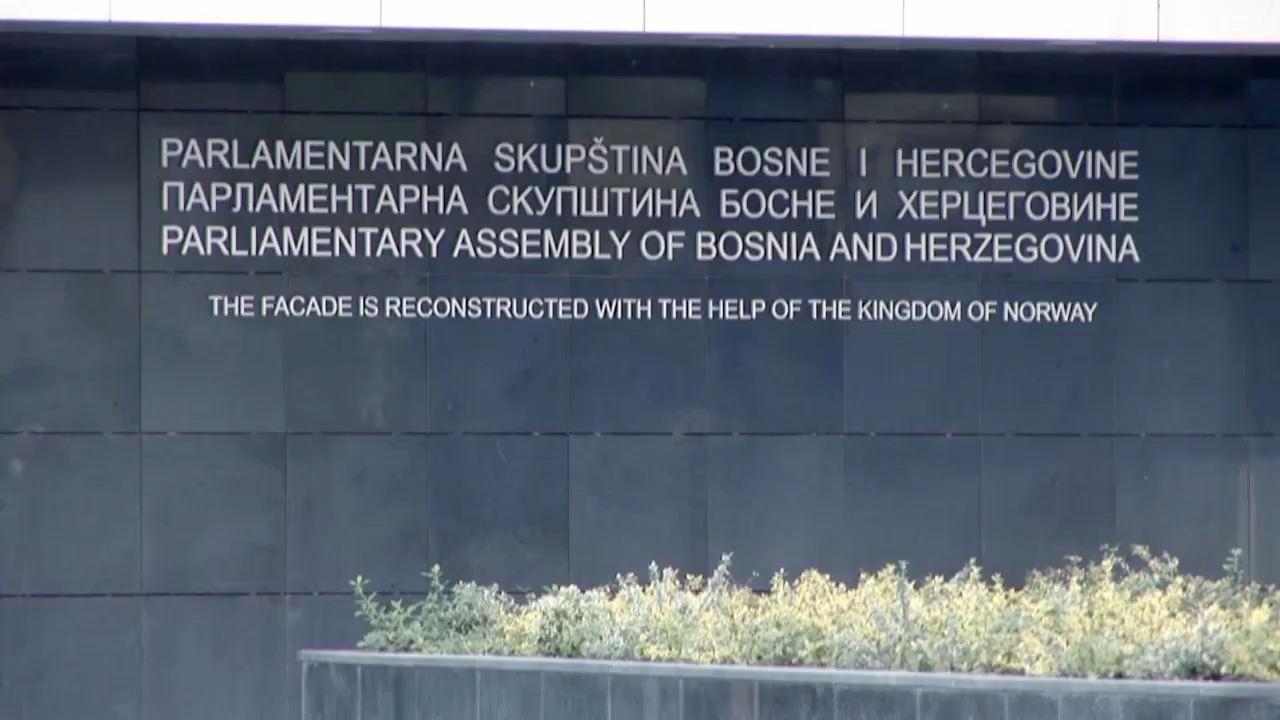 PARLAMENTARNA SKUPŠTINA BOSNE I HERCEGOVINE
ПАРЛАМЕНТАРНА СКУПШТИНА БОСНЕ И ХЕРЦЕГОВИНЕ
PARLIAMENTARY ASSEMBLY OF BOSNIA AND HERZEGOVINA
THE FACADE IS RECONSTRUCTED WITH THE HELP OF THE KINGDOM OF NORWAY